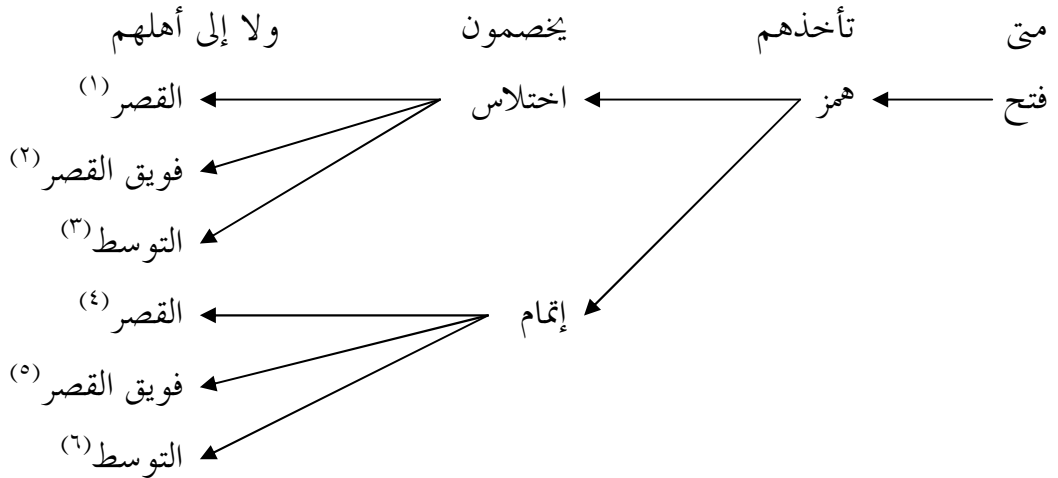 متى تأخذهم يخصمون ولا إلى أهلهم
فتح همز اختلاس القصر(١)
فويق القصر(٢)
التوسط(٣)
إتمام القصر(٤)
فويق القصر(٥)
التوسط(٦)